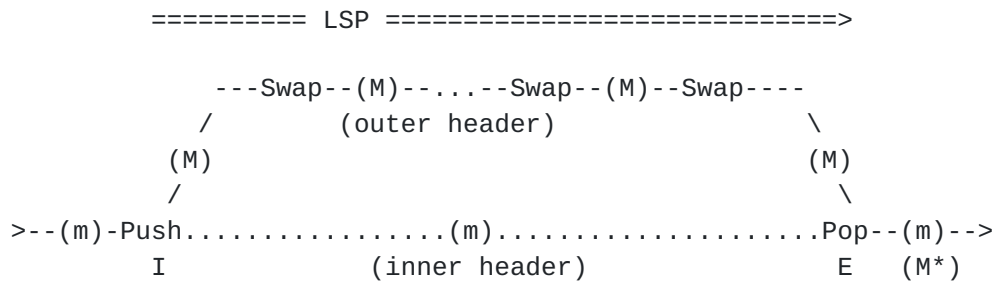 ========== LSP =============================>
---Swap--(M)--...--Swap--(M)--Swap----
/ (outer header) \
(M) (M)
/ \
>--(m)-Push................(m).....................Pop--(m)-->
I (inner header) E (M*)